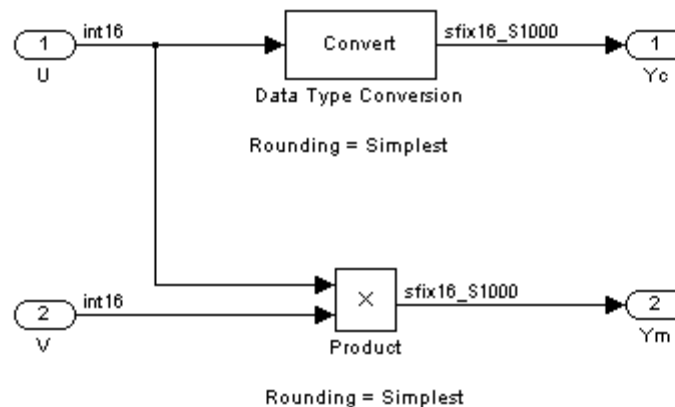 1
int16
U
Convert
sfix16_S1000
1
Yc
Data Type Conversion
Rounding = Simplest
2
int16
V
×
sfix16_S1000
2
Ym
Product
Rounding = Simplest